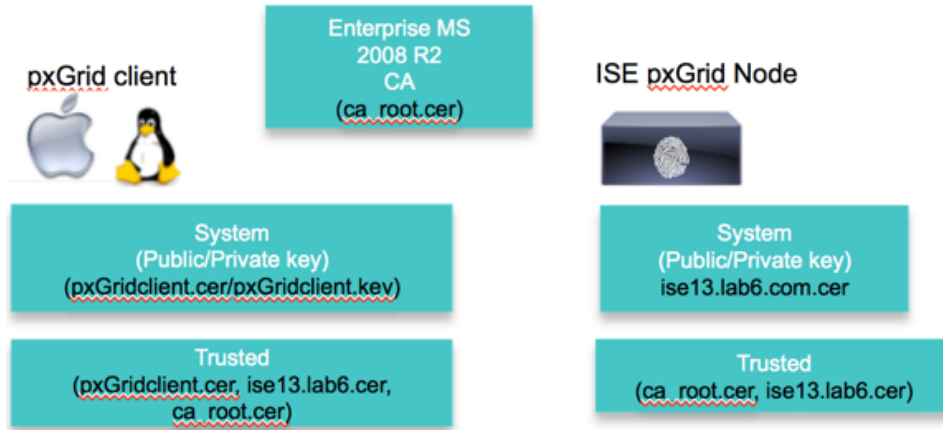 Enterprise MS
2008 R2
CA
(ca_root.cer)
pxGrid client
ISE pxGrid Node
System
(Public/Private key)
(pxGridclient.cer/pxGridclient.key)
System
(Public/Private key)
ise13.lab6.com.cer
Trusted
(pxGridclient.cer, ise13.lab6.cer,
ca_root.cer)
Trusted
(ca_root.cer, ise13.lab6.cer)